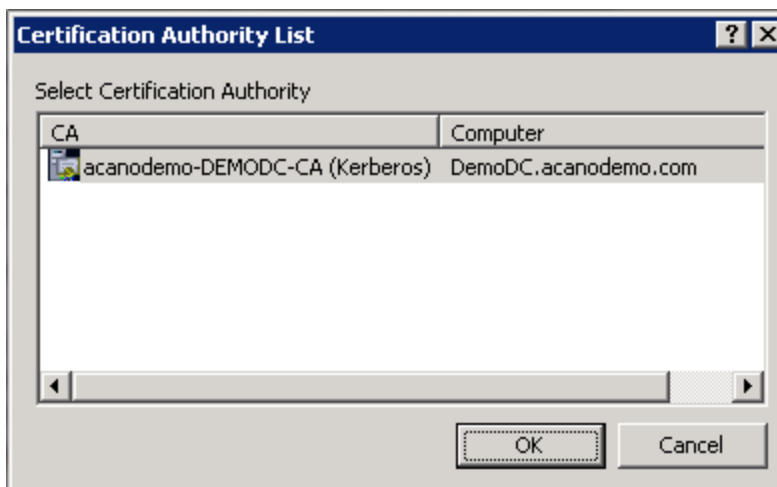 Certification Authority List
Select Certification Authority
CA Computer
acanodemo-DEMODC-CA (Kerberos) DemoDC.acanodemo.com
OK Cancel